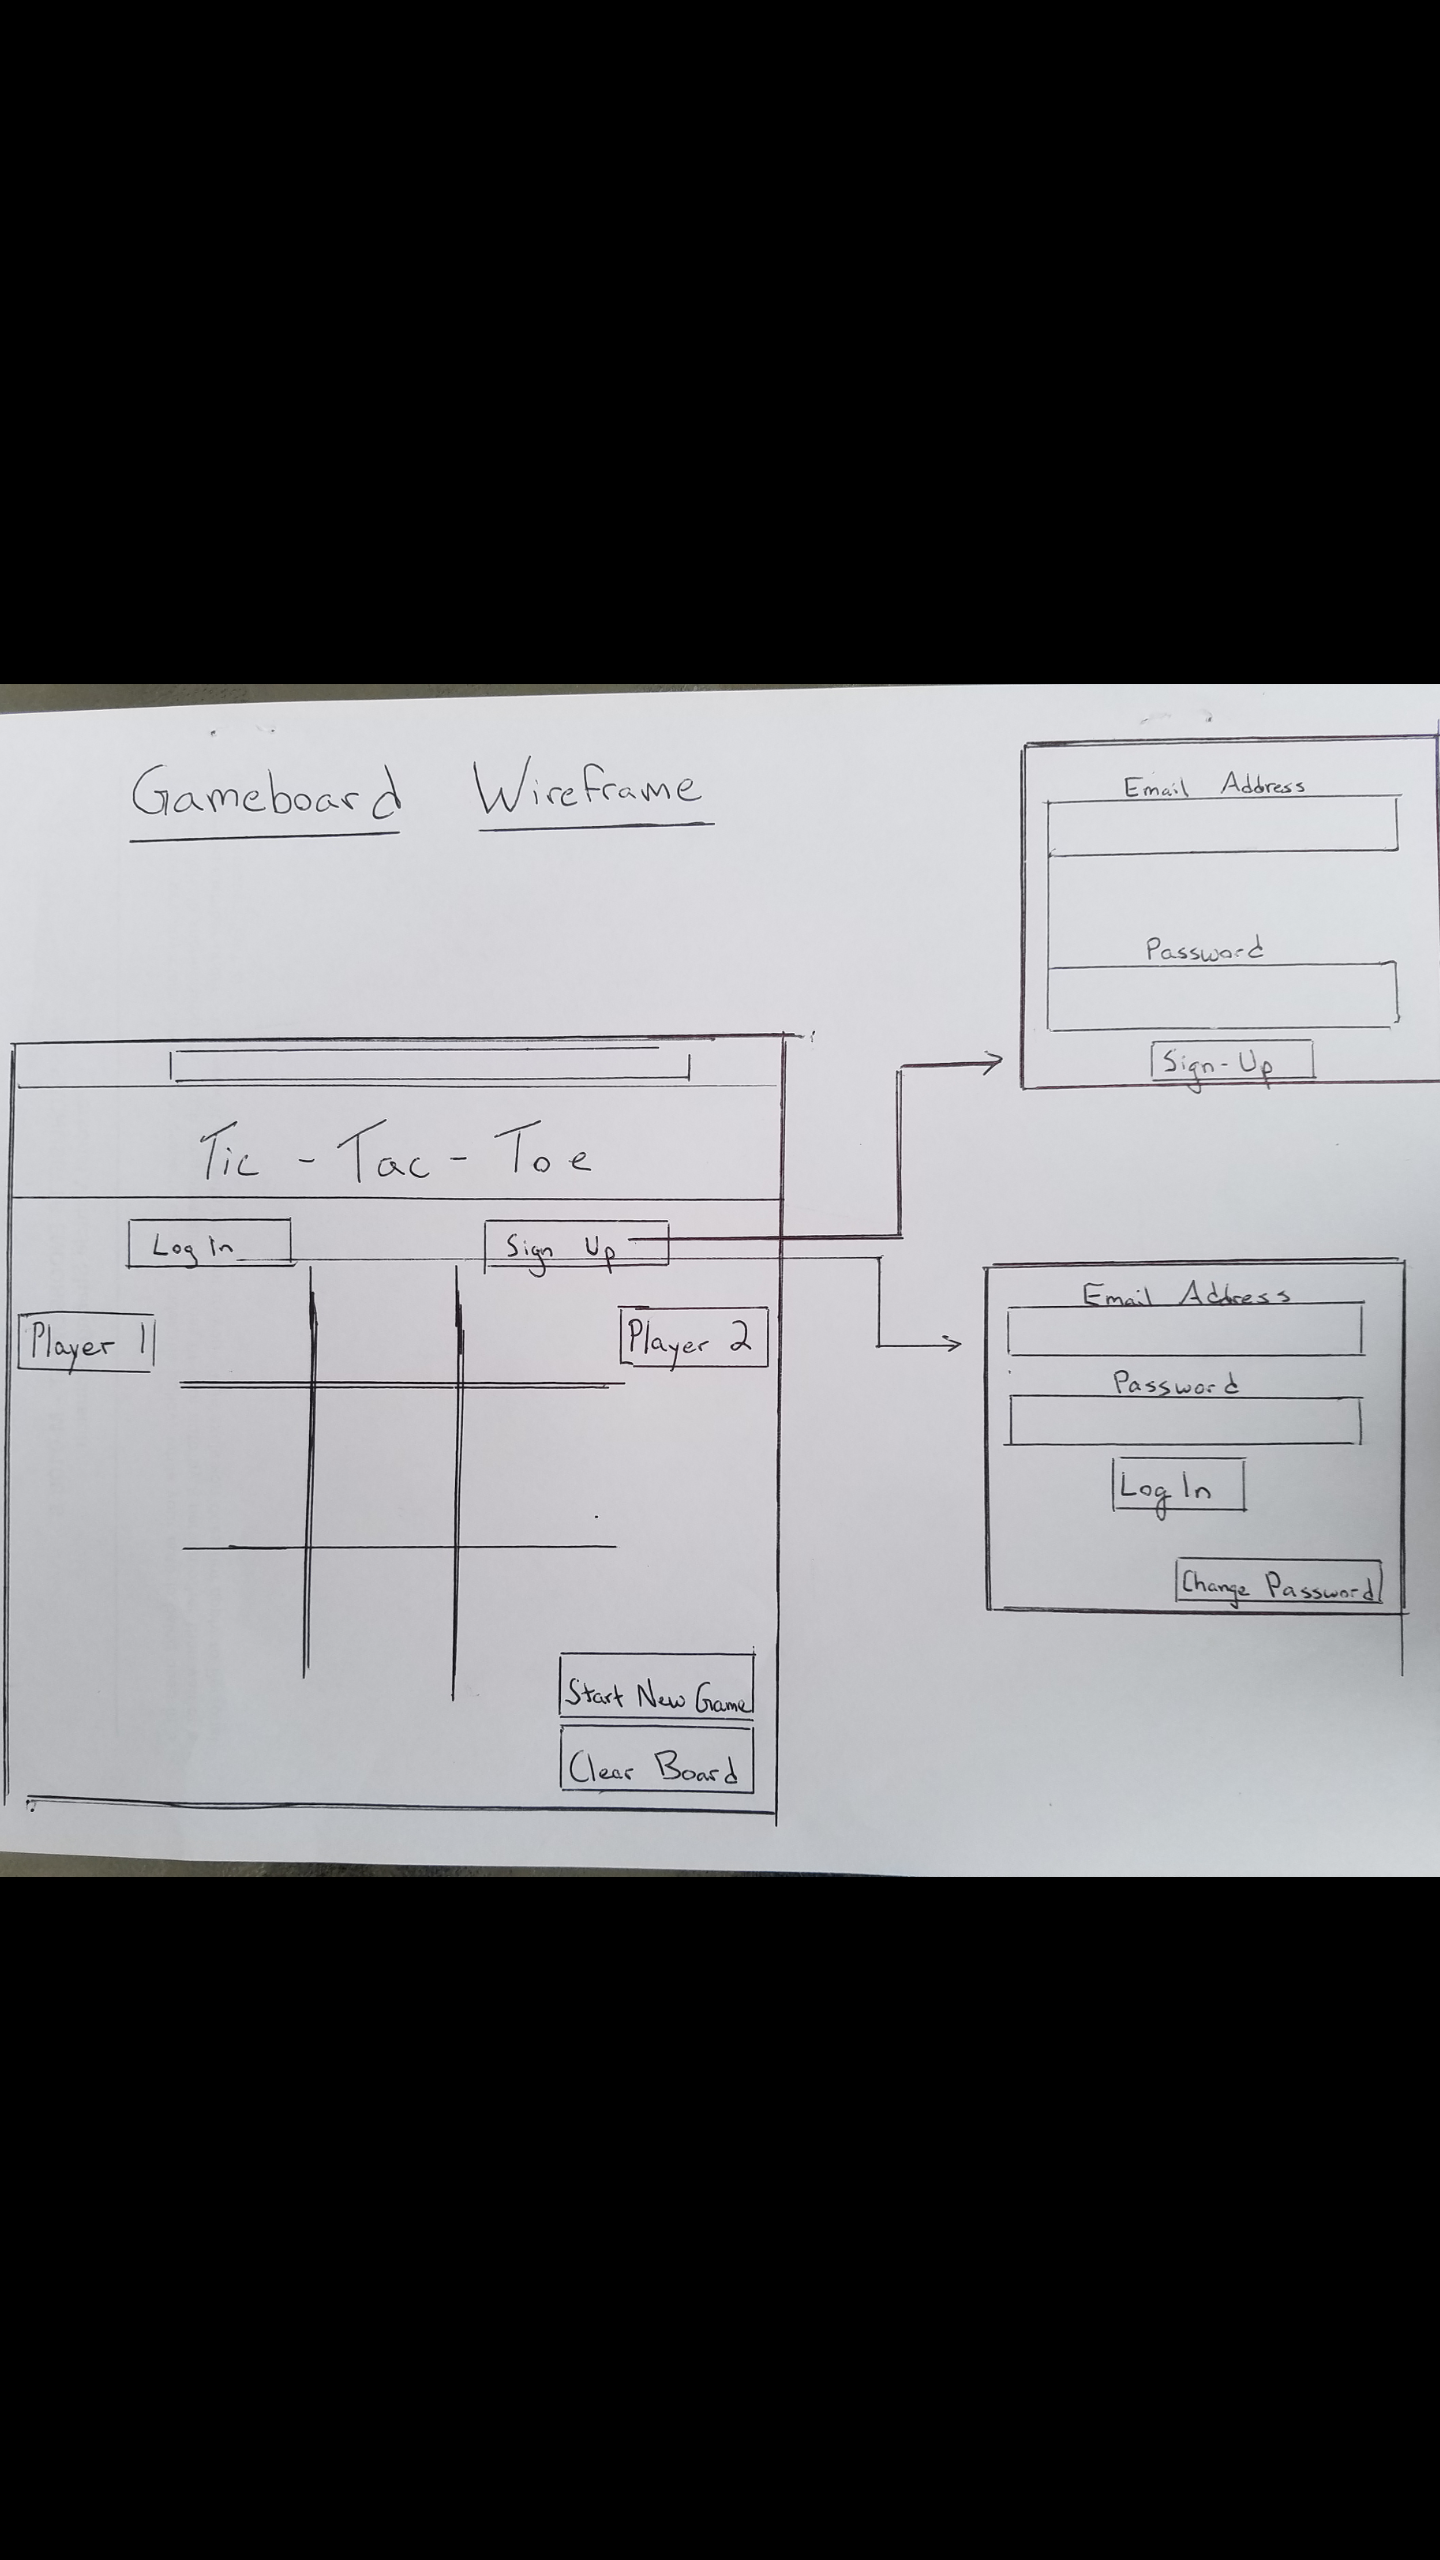 Gameboard Wireframe
Email Address
Password
Sign-Up
Tic - Tac - Toe
Log In
Sign Up
Player 1
Player 2
Start New Game
Clear Board
Email Address
Password
Log In
Change Password